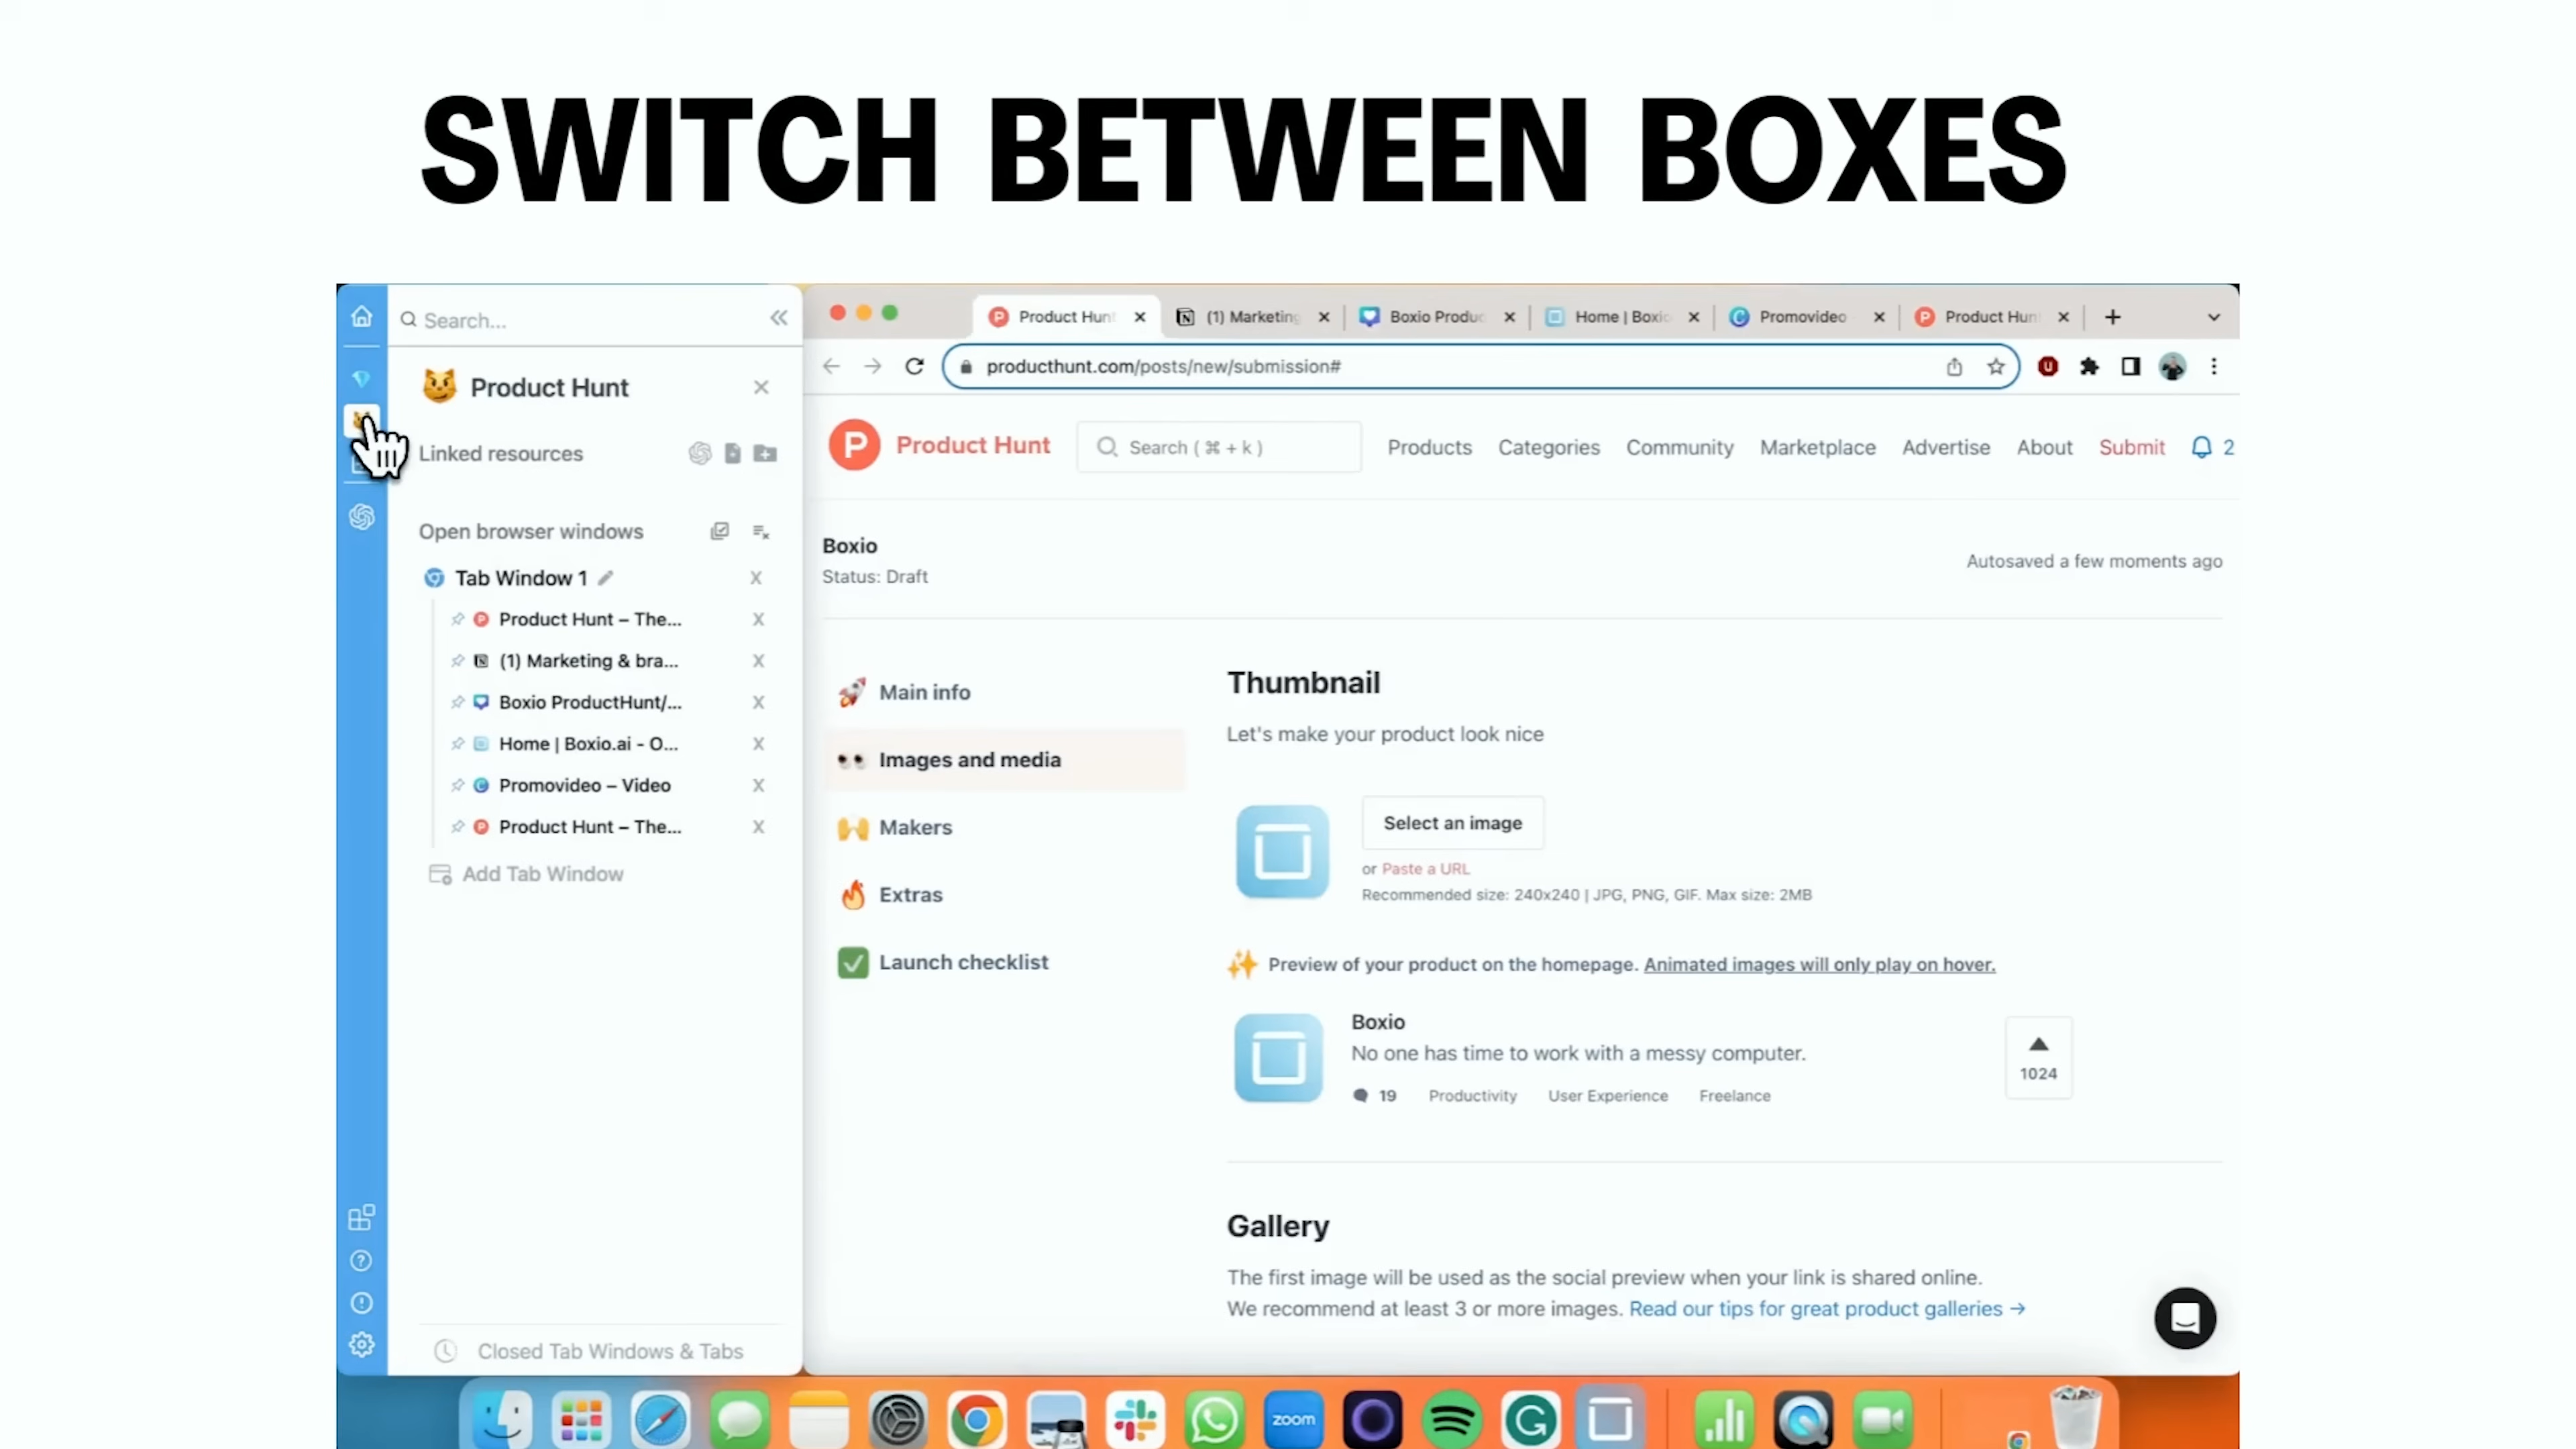 SWITCH BETWEEN BOXES
Search...
Product Hunt
Linked resources
Open browser windows
Tab Window 1
X
Product Hunt – The...
X
(1) Marketing & bra...
X
Boxio ProductHunt/...
X
Home | Boxio.ai - O...
X
Promovideo – Video
X
Product Hunt – The...
X
Add Tab Window
Closed Tab Windows & Tabs
Product Hunt
(1) Marketing
Boxio Produc
Home | Boxio
Promovideo
Product Hun
producthunt.com/posts/new/submission#
P Product Hunt
Search ( ⌘ + k )
Products
Categories
Community
Marketplace
Advertise
About
Submit
2
Boxio
Status: Draft
Autosaved a few moments ago
Main info
Images and media
Makers
Extras
Launch checklist
Thumbnail
Let's make your product look nice
Select an image
or Paste a URL
Recommended size: 240x240 | JPG, PNG, GIF. Max size: 2MB
Preview of your product on the homepage. Animated images will only play on hover.
Boxio
No one has time to work with a messy computer.
19
Productivity
User Experience
Freelance
1024
Gallery
The first image will be used as the social preview when your link is shared online.
We recommend at least 3 or more images. Read our tips for great product galleries →
zoom